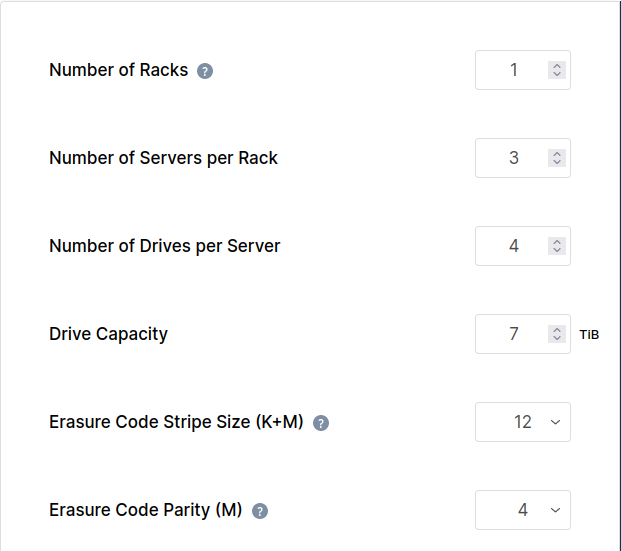 Number of Racks ? 1
Number of Servers per Rack 3
Number of Drives per Server 4
Drive Capacity 7 TiB
Erasure Code Stripe Size (K+M) ? 12
Erasure Code Parity (M) ? 4